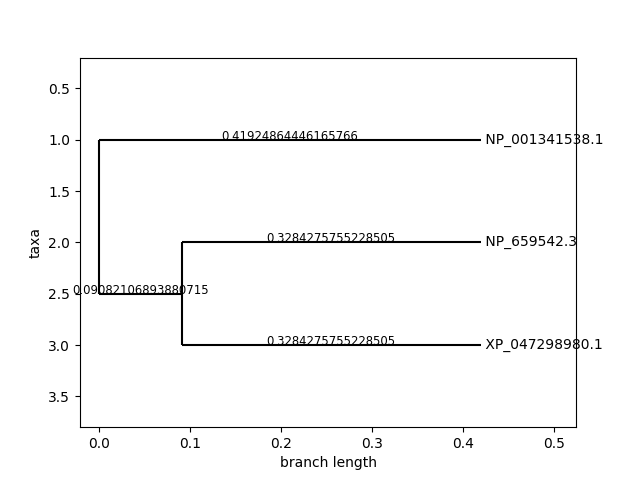 0.5
1.0
0.41924864446165766
NP_001341538.1
1.5
2.0
0.3284275755228505
NP_659542.3
taxa
2.5
0.09082106893880715
3.0
0.3284275755228505
XP_047298980.1
3.5
0.0 0.1 0.2 0.3 0.4 0.5
branch length